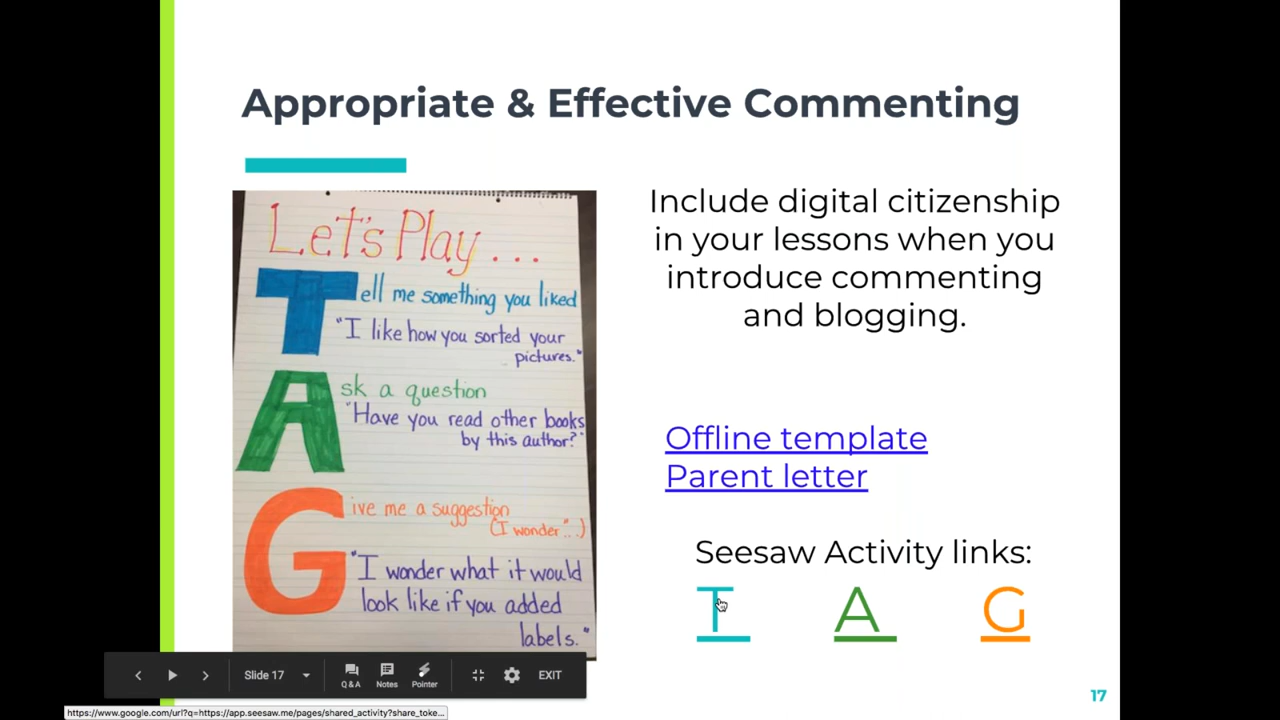 Appropriate & Effective Commenting
Let's Play ...
Tell me something you liked
"I like how you sorted your
pictures."
Ask a question
"Have you read other books
by this author?"
Give me a suggestion
(I wonder"...)
"I wonder what it would
look like if you added
labels."
Include digital citizenship
in your lessons when you
introduce commenting
and blogging.
Offline template
Parent letter
Seesaw Activity links:
T A G
Slide 17
Q & A Notes Pointer EXIT
17
https://www.google.com/url?q=https://app.seesaw.me/pages/shared_activity?share_toke...